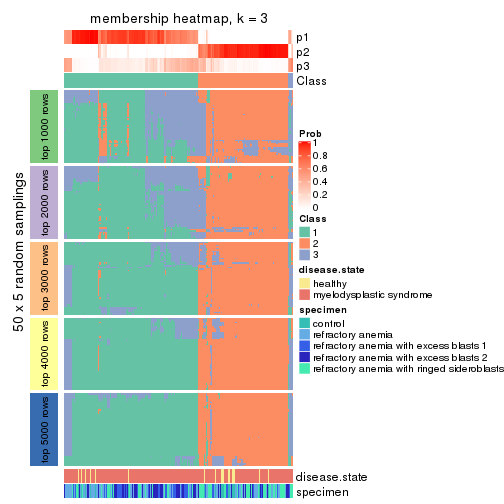 membership heatmap, k = 3
p1
p2
p3
Class
50 x 5 random samplings
top 1000 rows
top 2000 rows
top 3000 rows
top 4000 rows
top 5000 rows
disease.state
specimen
Prob
1
0.8
0.6
0.4
0.2
0
Class
1
2
3
disease.state
healthy
myelodysplastic syndrome
specimen
control
refractory anemia
refractory anemia with excess blasts 1
refractory anemia with excess blasts 2
refractory anemia with ringed sideroblasts